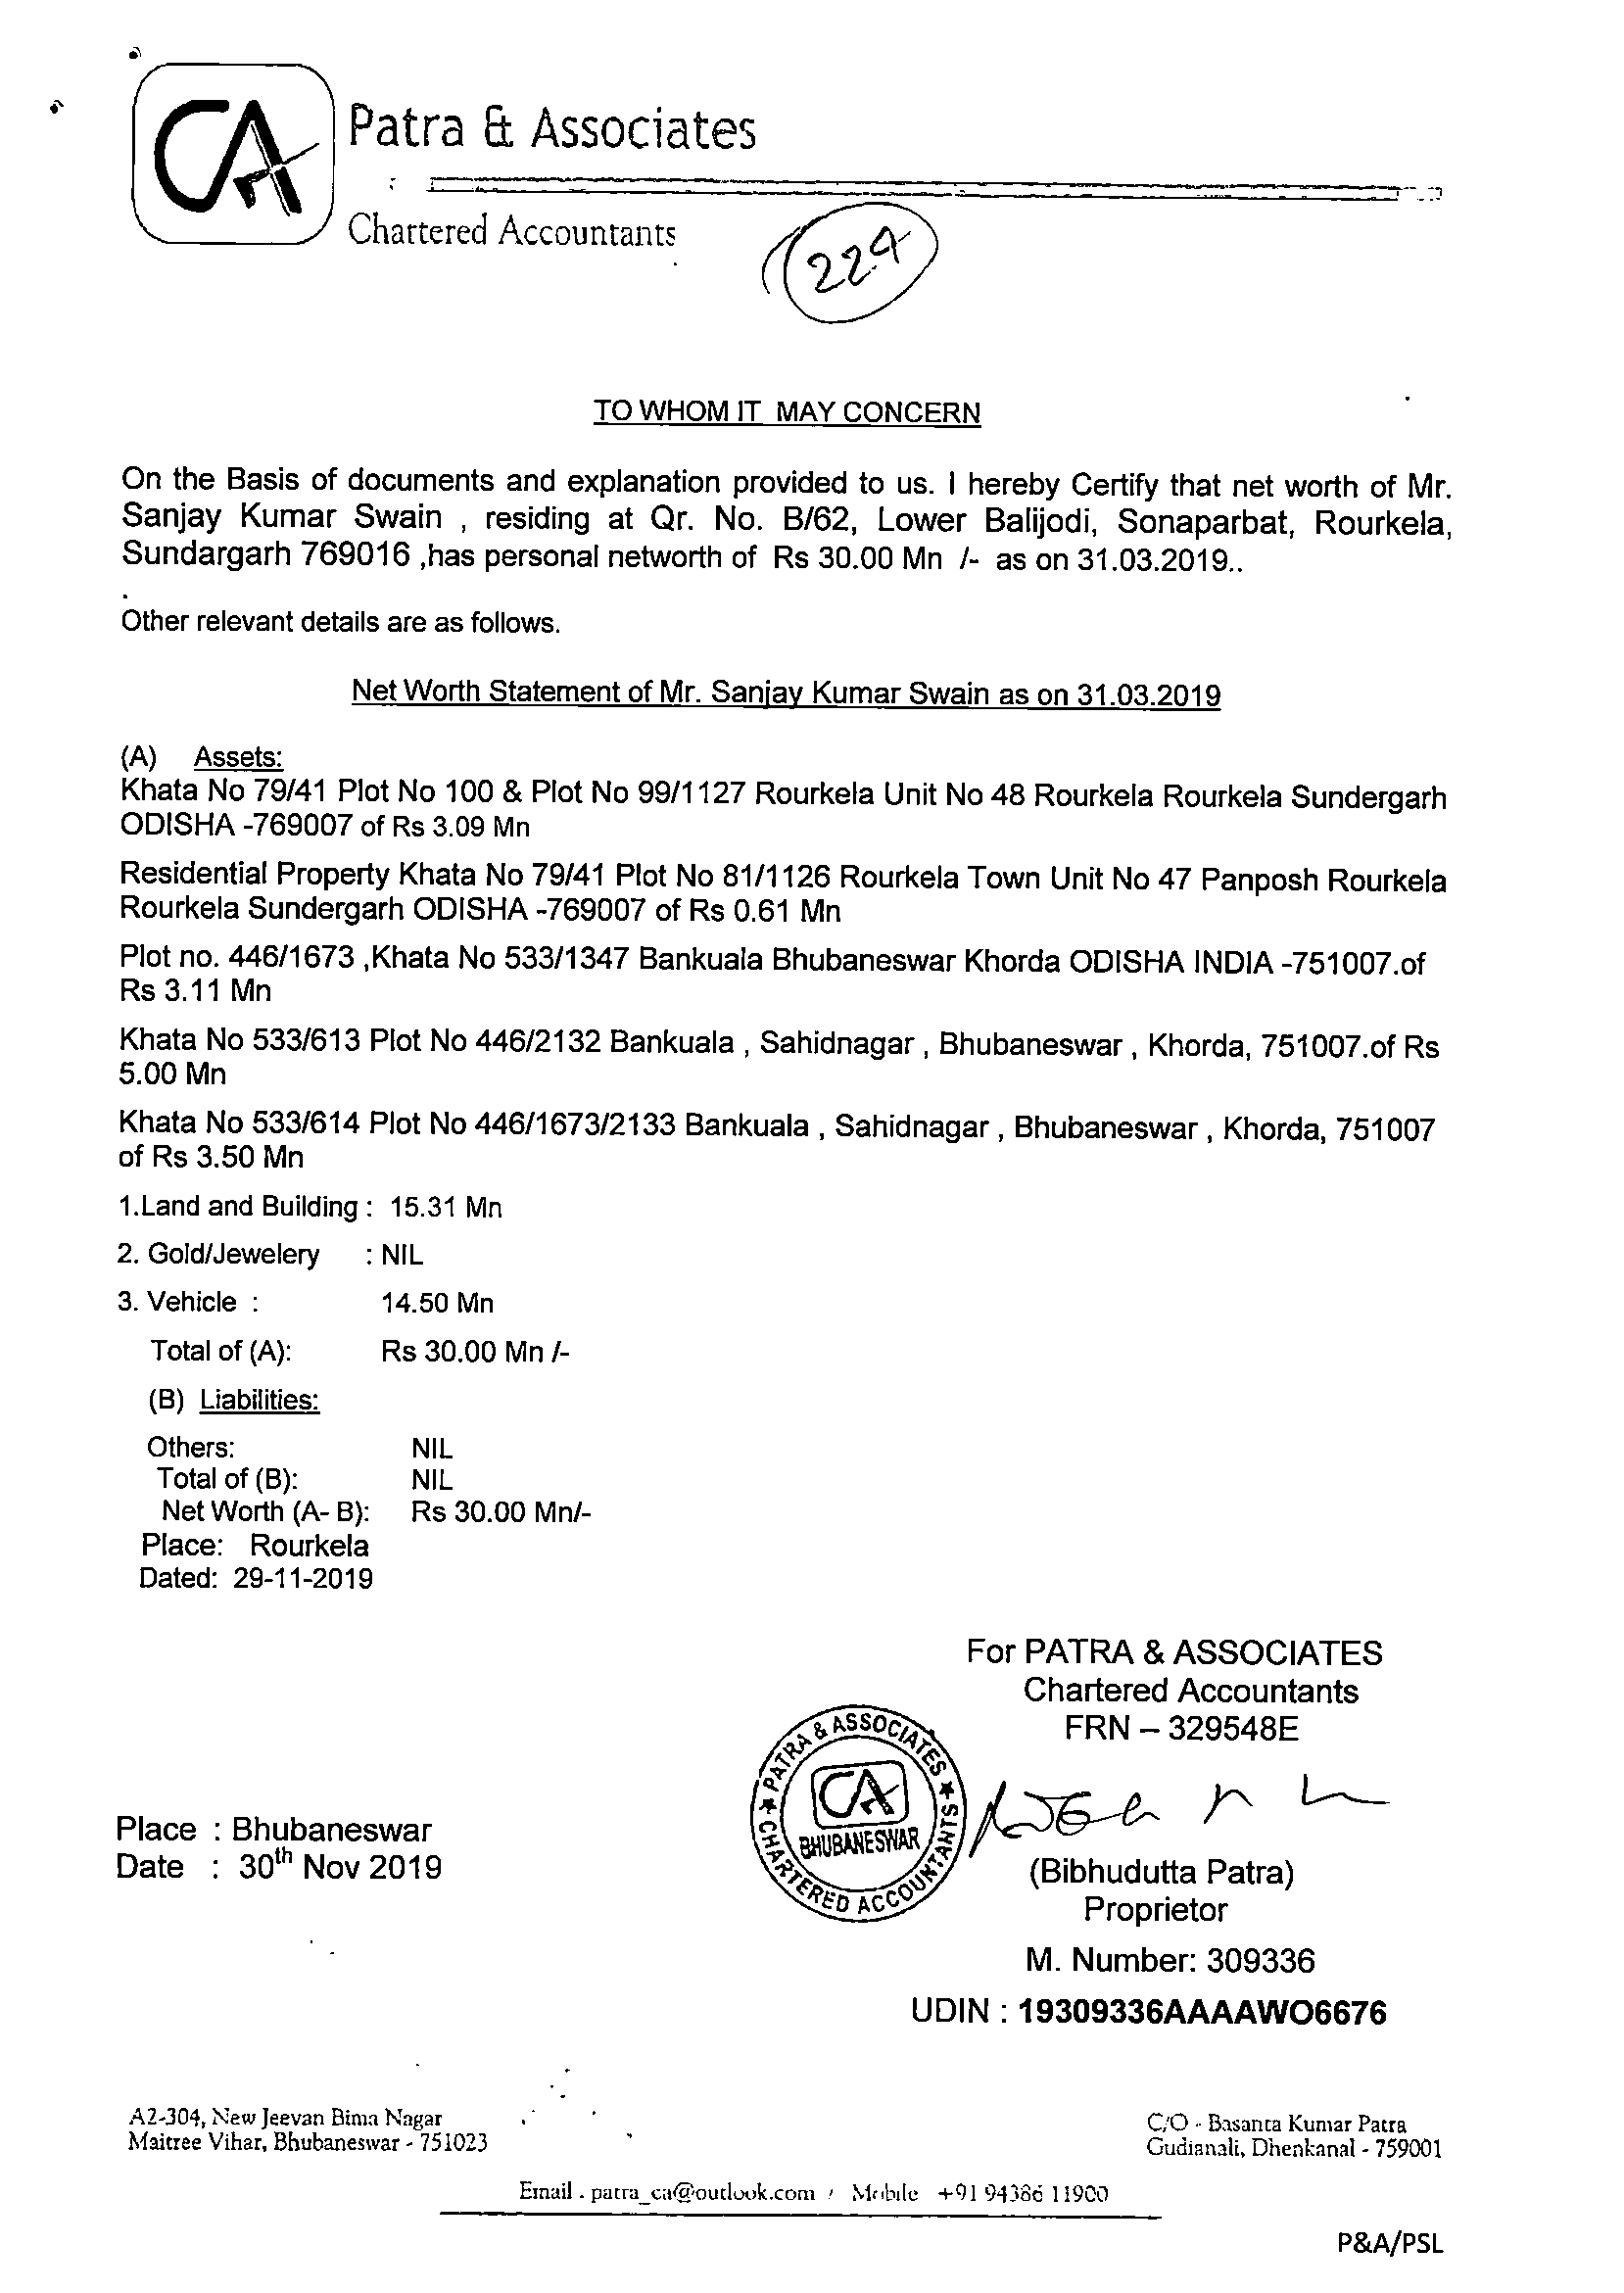 CA
Patra & Associates
Chartered Accountants
224
TO WHOM IT MAY CONCERN
On the Basis of documents and explanation provided to us. I hereby Certify that net worth of Mr.
Sanjay Kumar Swain , residing at Qr. No. B/62, Lower Balijodi, Sonaparbat, Rourkela,
Sundargarh 769016 ,has personal networth of Rs 30.00 Mn /- as on 31.03.2019..
Other relevant details are as follows.
Net Worth Statement of Mr. Sanjay Kumar Swain as on 31.03.2019
(A) Assets:
Khata No 79/41 Plot No 100 & Plot No 99/1127 Rourkela Unit No 48 Rourkela Rourkela Sundergarh
ODISHA -769007 of Rs 3.09 Mn
Residential Property Khata No 79/41 Plot No 81/1126 Rourkela Town Unit No 47 Panposh Rourkela
Rourkela Sundergarh ODISHA -769007 of Rs 0.61 Mn
Plot no. 446/1673 ,Khata No 533/1347 Bankuala Bhubaneswar Khorda ODISHA INDIA -751007.of
Rs 3.11 Mn
Khata No 533/613 Plot No 446/2132 Bankuala , Sahidnagar , Bhubaneswar , Khorda, 751007.of Rs
5.00 Mn
Khata No 533/614 Plot No 446/1673/2133 Bankuala , Sahidnagar , Bhubaneswar , Khorda, 751007
of Rs 3.50 Mn
1.Land and Building : 15.31 Mn
2. Gold/Jewelery : NIL
3. Vehicle : 14.50 Mn
Total of (A): Rs 30.00 Mn /-
(B) Liabilities:
Others: NIL
Total of (B): NIL
Net Worth (A- B): Rs 30.00 Mn/-
Place: Rourkela
Dated: 29-11-2019
For PATRA & ASSOCIATES
Chartered Accountants
FRN – 329548E
PATRA & ASSOCIATES
CA
BHUBANESWAR
CHARTERED ACCOUNTANTS
Place : Bhubaneswar
Date : 30th Nov 2019
(Bibhudutta Patra)
Proprietor
M. Number: 309336
UDIN : 19309336AAAAWO6676
A2-304, New Jeevan Bima Nagar
Maitree Vihar, Bhubaneswar - 751023
C/O - Basanta Kumar Patra
Gudianali, Dhenkanal - 759001
Email . patra_ca@outlook.com / Mobile +91 94386 11900
P&A/PSL